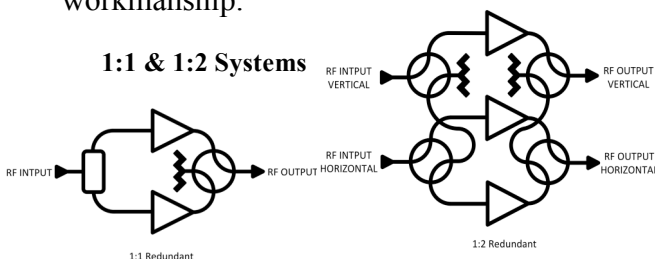 workmanship.
1:1 & 1:2 Systems
RF INTPUT
RF OUTPUT
1:1 Redundant
RF INTPUT
VERTICAL
RF OUTPUT
VERTICAL
RF INTPUT
HORIZONTAL
RF OUTPUT
HORIZONTAL
1:2 Redundant